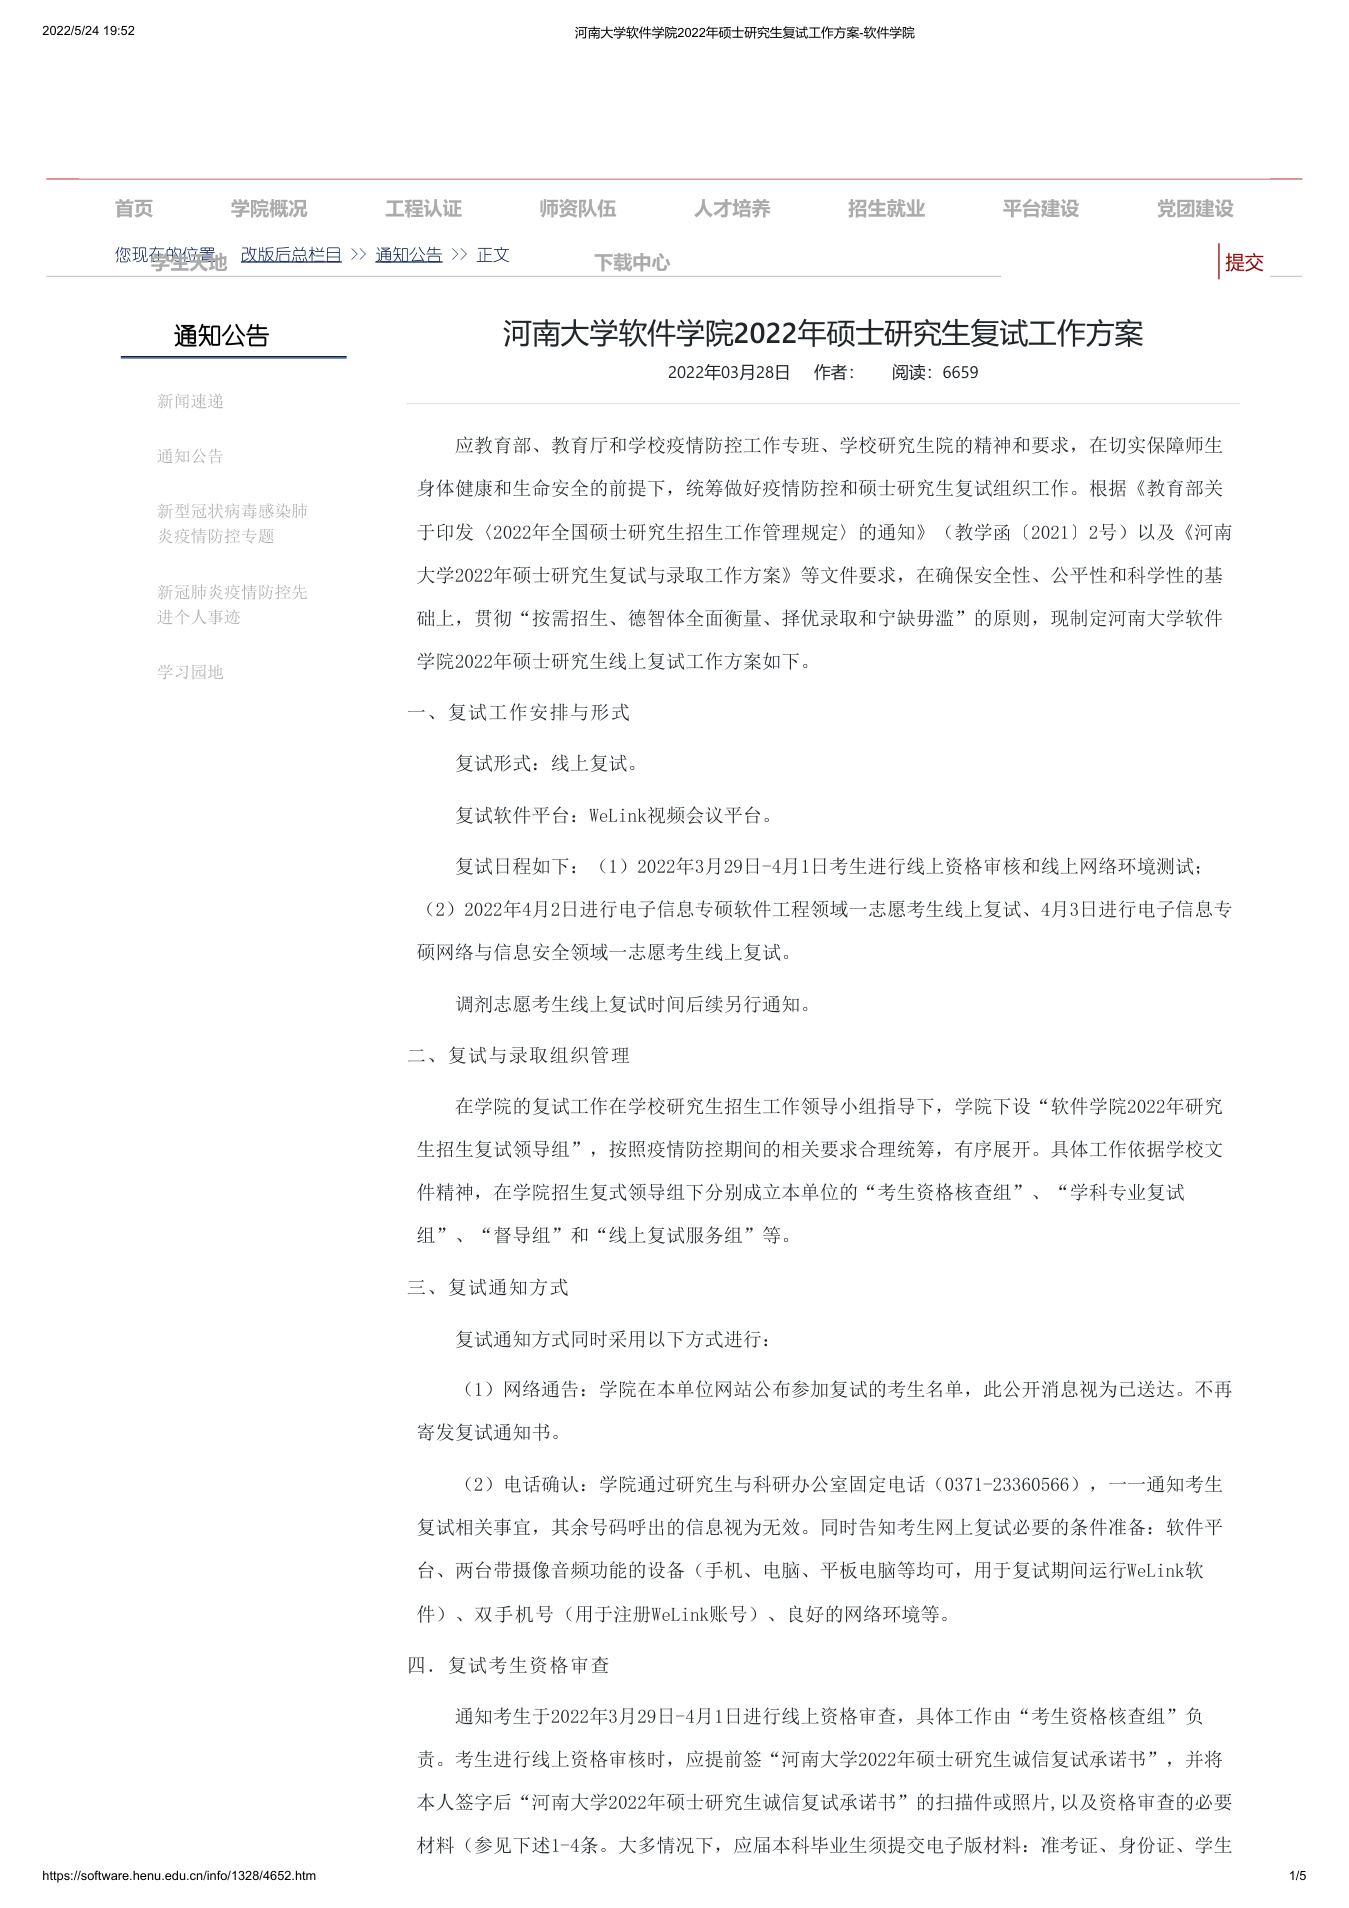 2022/5/24 19:52
河南大学软件学院2022年硕士研究生复试工作方案-软件学院
首页 学院概况 工程认证 师资队伍 人才培养 招生就业 平台建设 党团建设
您现在的位置 改版后总栏目 >> 通知公告 >> 正文
学生天地 下载中心 提交
通知公告
新闻速递
通知公告
新型冠状病毒感染肺
炎疫情防控专题
新冠肺炎疫情防控先
进个人事迹
学习园地
河南大学软件学院2022年硕士研究生复试工作方案
2022年03月28日 作者： 阅读：6659
应教育部、教育厅和学校疫情防控工作专班、学校研究生院的精神和要求，在切实保障师生
身体健康和生命安全的前提下，统筹做好疫情防控和硕士研究生复试组织工作。根据《教育部关
于印发〈2022年全国硕士研究生招生工作管理规定〉的通知》（教学函〔2021〕2号）以及《河南
大学2022年硕士研究生复试与录取工作方案》等文件要求，在确保安全性、公平性和科学性的基
础上，贯彻“按需招生、德智体全面衡量、择优录取和宁缺毋滥”的原则，现制定河南大学软件
学院2022年硕士研究生线上复试工作方案如下。
一、复试工作安排与形式
复试形式：线上复试。
复试软件平台：WeLink视频会议平台。
复试日程如下：（1）2022年3月29日-4月1日考生进行线上资格审核和线上网络环境测试；
（2）2022年4月2日进行电子信息专硕软件工程领域一志愿考生线上复试、4月3日进行电子信息专
硕网络与信息安全领域一志愿考生线上复试。
调剂志愿考生线上复试时间后续另行通知。
二、复试与录取组织管理
在学院的复试工作在学校研究生招生工作领导小组指导下，学院下设“软件学院2022年研究
生招生复试领导组”，按照疫情防控期间的相关要求合理统筹，有序展开。具体工作依据学校文
件精神，在学院招生复式领导组下分别成立本单位的“考生资格核查组”、“学科专业复试
组”、“督导组”和“线上复试服务组”等。
三、复试通知方式
复试通知方式同时采用以下方式进行：
（1）网络通告：学院在本单位网站公布参加复试的考生名单，此公开消息视为已送达。不再
寄发复试通知书。
（2）电话确认：学院通过研究生与科研办公室固定电话（0371-23360566），一一通知考生
复试相关事宜，其余号码呼出的信息视为无效。同时告知考生网上复试必要的条件准备：软件平
台、两台带摄像音频功能的设备（手机、电脑、平板电脑等均可，用于复试期间运行WeLink软
件）、双手机号（用于注册WeLink账号）、良好的网络环境等。
四．复试考生资格审查
通知考生于2022年3月29日-4月1日进行线上资格审查，具体工作由“考生资格核查组”负
责。考生进行线上资格审核时，应提前签“河南大学2022年硕士研究生诚信复试承诺书”，并将
本人签字后“河南大学2022年硕士研究生诚信复试承诺书”的扫描件或照片,以及资格审查的必要
材料（参见下述1-4条。大多情况下，应届本科毕业生须提交电子版材料：准考证、身份证、学生
https://software.henu.edu.cn/info/1328/4652.htm
1/5